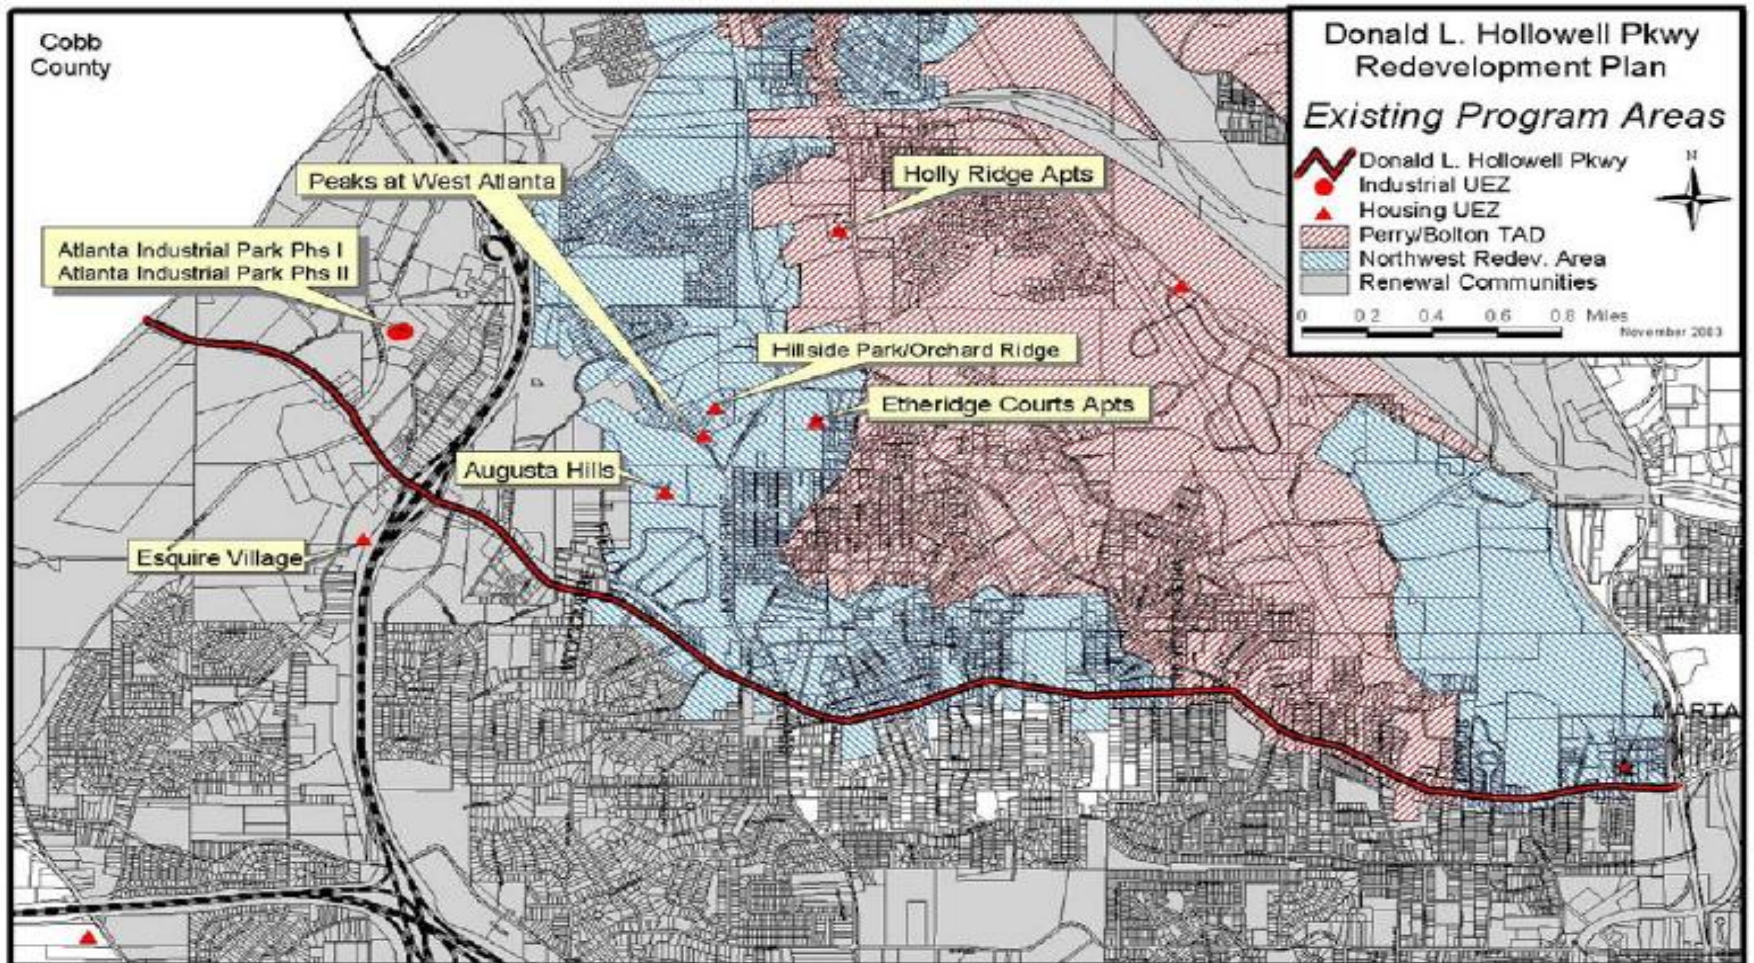 Cobb
County
Donald L. Hollowell Pkwy
Redevelopment Plan
Existing Program Areas
Donald L. Hollowell Pkwy
Industrial UEZ
Housing UEZ
Perry/Bolton TAD
Northwest Redev. Area
Renewal Communities
N
0 0.2 0.4 0.6 0.8 Miles
November 2003
Peaks at West Atlanta
Holly Ridge Apts
Atlanta Industrial Park Phs I
Atlanta Industrial Park Phs II
Hillside Park/Orchard Ridge
Etheridge Courts Apts
Augusta Hills
Esquire Village
MARTA